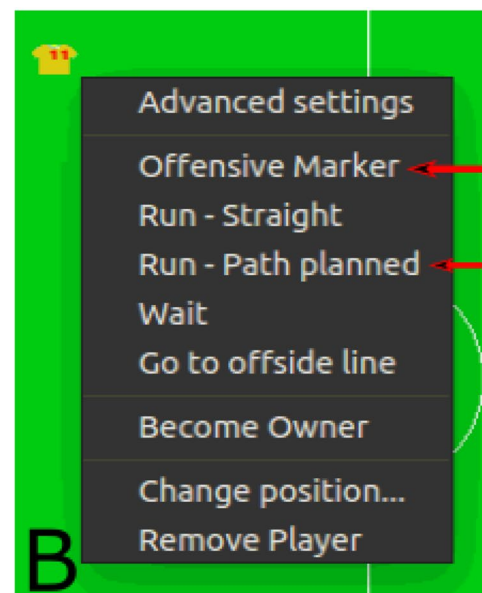 11
Advanced settings
Offensive Marker
Run - Straight
Run - Path planned
Wait
Go to offside line
Become Owner
Change position...
Remove Player
B